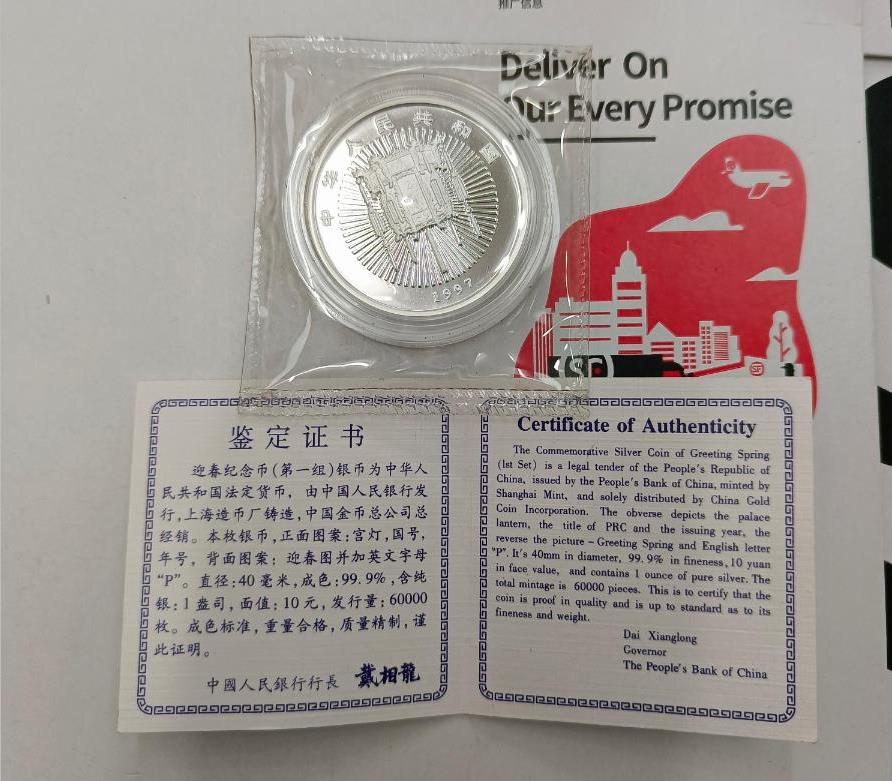 推广信息
Deliver On
Our Every Promise
中华人民共和国
1997
SF
SF
鉴定证书
迎春纪念币(第一组)银币为中华人
民共和国法定货币，由中国人民银行发
行,上海造币厂铸造,中国金币总公司总
经销。本枚银币,正面图案:宫灯,国号,
年号,背面图案:迎春图并加英文字母
“P”。直径:40毫米,成色:99.9%,含纯
银:1盎司,面值:10元,发行量:60000
枚。成色标准,重量合格,质量精制,谨
此证明。
中國人民銀行行長 戴相龍
Certificate of Authenticity
The Commemorative Silver Coin of Greeting Spring
(lst Set) is a legal tender of the People's Republic of
China, issued by the People's Bank of China, minted by
Shanghai Mint, and solely distributed by China Gold
Coin Incorporation. The obverse depicts the palace
lantern, the title of PRC and the issuing year, the
reverse the picture – Greeting Spring and English letter
"P". It's 40mm in diameter, 99.9% in fineness, 10 yuan
in face value, and contains 1 ounce of pure silver. The
total mintage is 60000 pieces. This is to certify that the
coin is proof in quality and is up to standard as to its
fineness and weight.
Dai Xianglong
Governor
The People's Bank of China